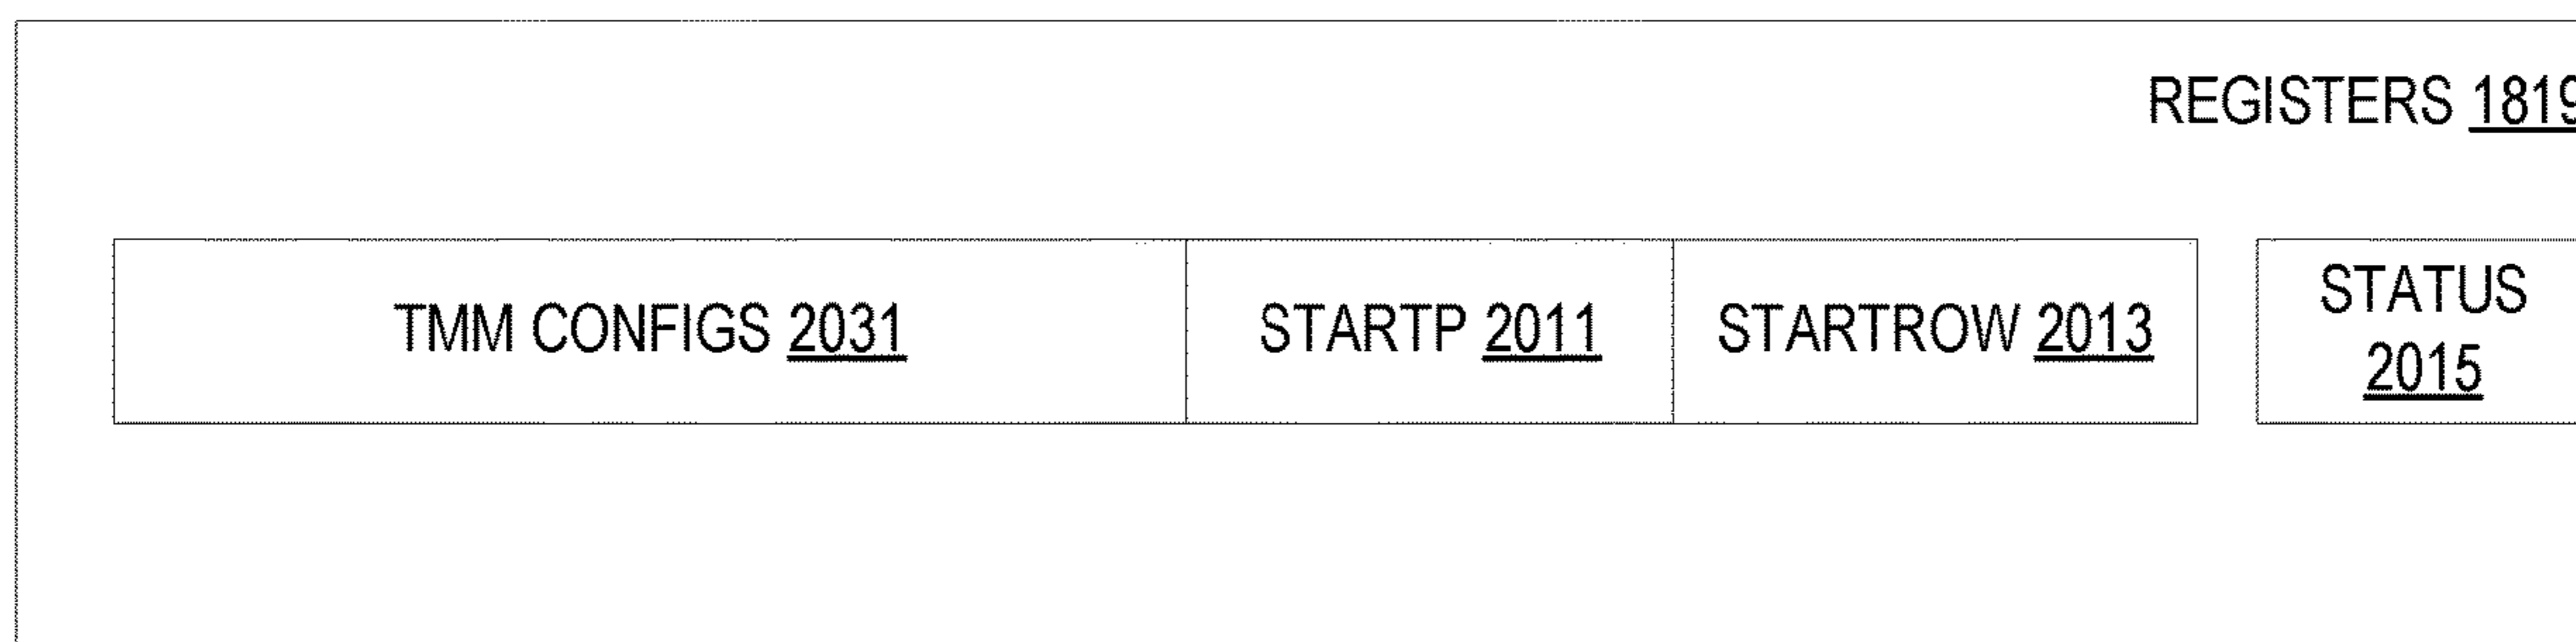 REGISTERS 1819
TMM CONFIGS 2031
STARTP 2011
STARTROW 2013
STATUS
2015